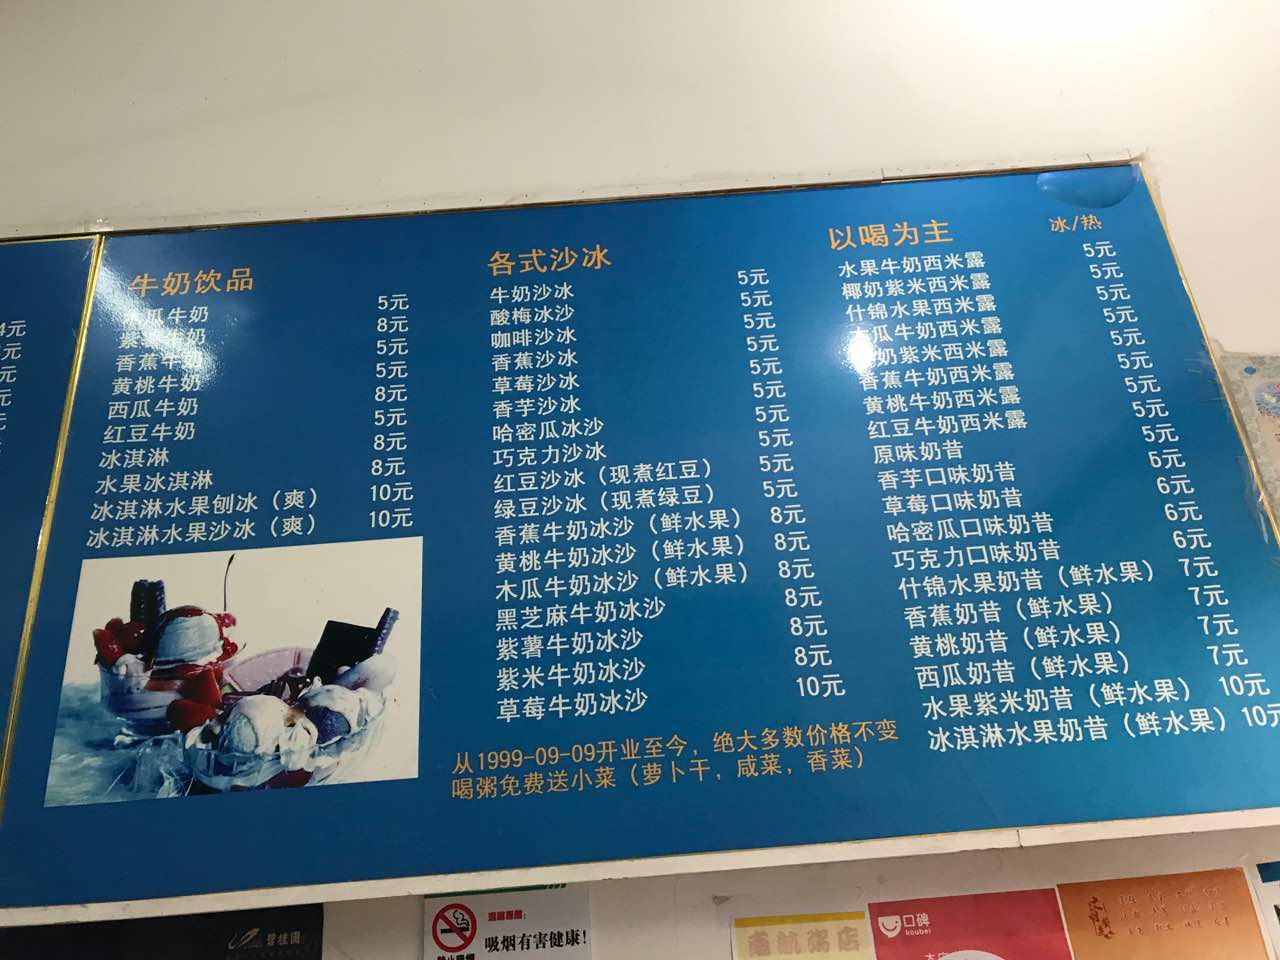 牛奶饮品
木瓜牛奶 5元
紫薯牛奶 8元
香蕉牛奶 5元
黄桃牛奶 5元
西瓜牛奶 8元
红豆牛奶 5元
冰淇淋 8元
水果冰淇淋 8元
冰淇淋水果刨冰（爽） 10元
冰淇淋水果沙冰（爽） 10元
各式沙冰
牛奶沙冰 5元
酸梅冰沙 5元
咖啡沙冰 5元
香蕉沙冰 5元
草莓沙冰 5元
香芋沙冰 5元
哈密瓜冰沙 5元
巧克力沙冰 5元
红豆沙冰（现煮红豆） 5元
绿豆沙冰（现煮绿豆） 5元
香蕉牛奶冰沙（鲜水果） 8元
黄桃牛奶冰沙（鲜水果） 8元
木瓜牛奶冰沙（鲜水果） 8元
黑芝麻牛奶冰沙 8元
紫薯牛奶冰沙 8元
紫米牛奶冰沙 8元
草莓牛奶冰沙 10元
从1999-09-09开业至今，绝大多数价格不变
喝粥免费送小菜（萝卜干，咸菜，香菜）
以喝为主 冰/热
水果牛奶西米露 5元
椰奶紫米西米露 5元
什锦水果西米露 5元
木瓜牛奶西米露 5元
奶紫米西米露 5元
香蕉牛奶西米露 5元
黄桃牛奶西米露 5元
红豆牛奶西米露 5元
原味奶昔 5元
香芋口味奶昔 6元
草莓口味奶昔 6元
哈密瓜口味奶昔 6元
巧克力口味奶昔 6元
什锦水果奶昔（鲜水果） 7元
香蕉奶昔（鲜水果） 7元
黄桃奶昔（鲜水果） 7元
西瓜奶昔（鲜水果） 7元
水果紫米奶昔（鲜水果） 10元
冰淇淋水果奶昔（鲜水果） 10元
4元
元
元
碧桂园
吸烟有害健康！
南航粥店
口碑
koubei